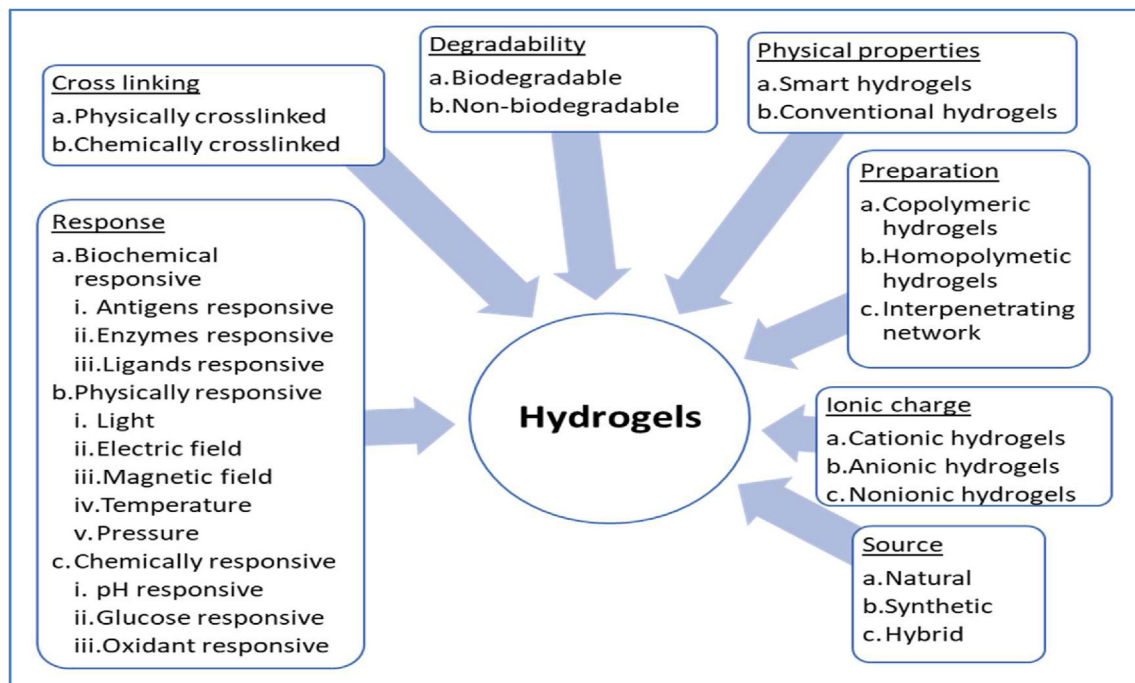 Cross linking
a.Physically crosslinked
b.Chemically crosslinked
Degradability
a.Biodegradable
b.Non-biodegradable
Physical properties
a.Smart hydrogels
b.Conventional hydrogels
Response
a.Biochemical
responsive
i. Antigens responsive
ii.Enzymes responsive
iii.Ligands responsive
b.Physically responsive
i. Light
ii.Electric field
iii.Magnetic field
iv.Temperature
v.Pressure
c.Chemically responsive
i. pH responsive
ii.Glucose responsive
iii.Oxidant responsive
Hydrogels
Preparation
a.Copolymeric
hydrogels
b.Homopolymetic
hydrogels
c.Interpenetrating
network
Ionic charge
a.Cationic hydrogels
b.Anionic hydrogels
c.Nonionic hydrogels
Source
a.Natural
b.Synthetic
c.Hybrid